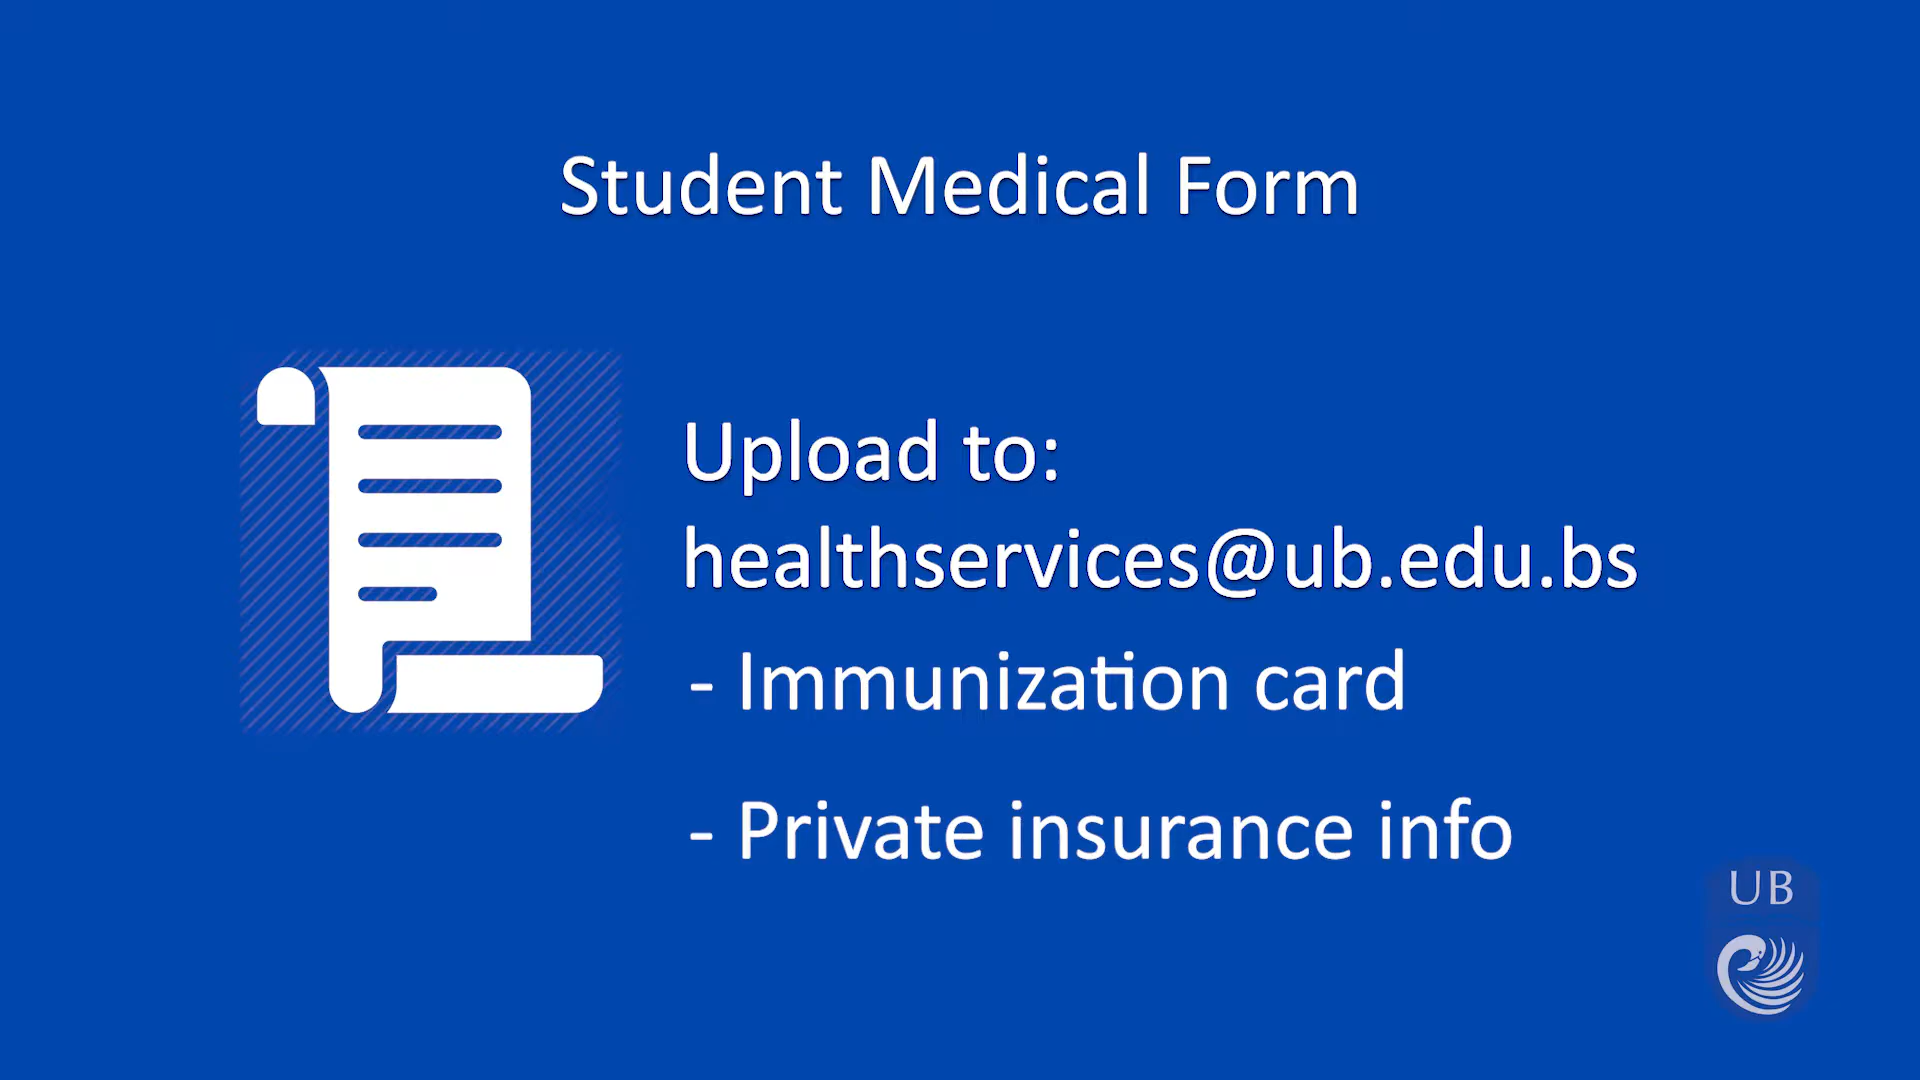 Student Medical Form
Upload to:
healthservices@ub.edu.bs
- Immunization card
- Private insurance info
UB